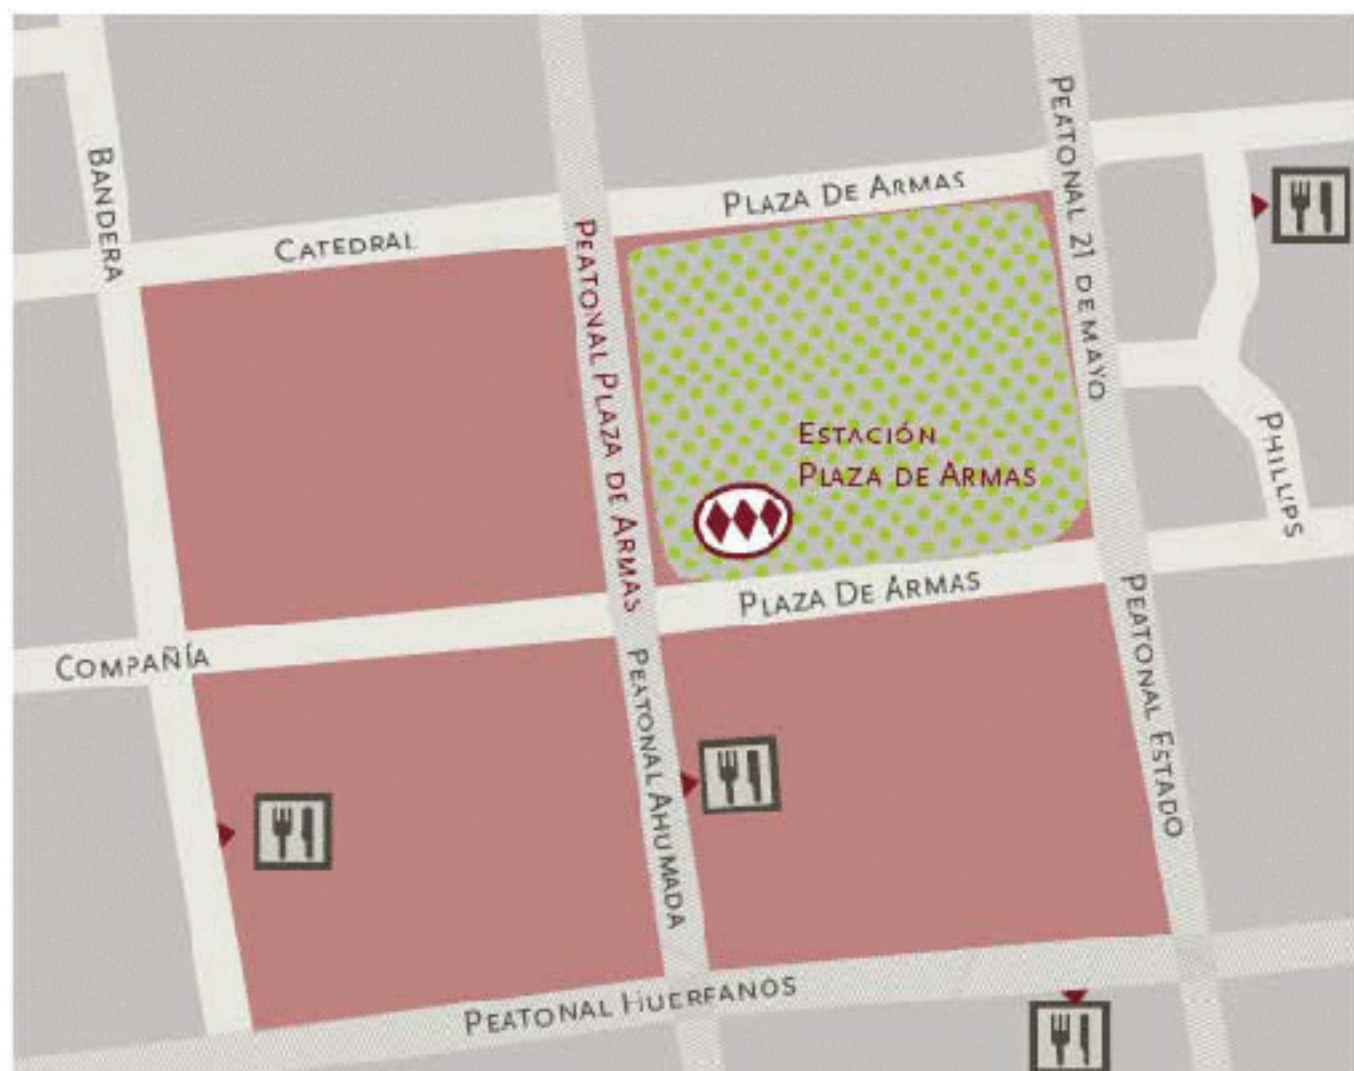 Bandera
Catedral
Plaza De Armas
Peatonal 21 de mayo
Peatonal Plaza de Armas
Estación
Plaza de Armas
Phillips
Plaza De Armas
Compañía
Peatonal Ahumada
Peatonal Estado
Peatonal Huerfanos